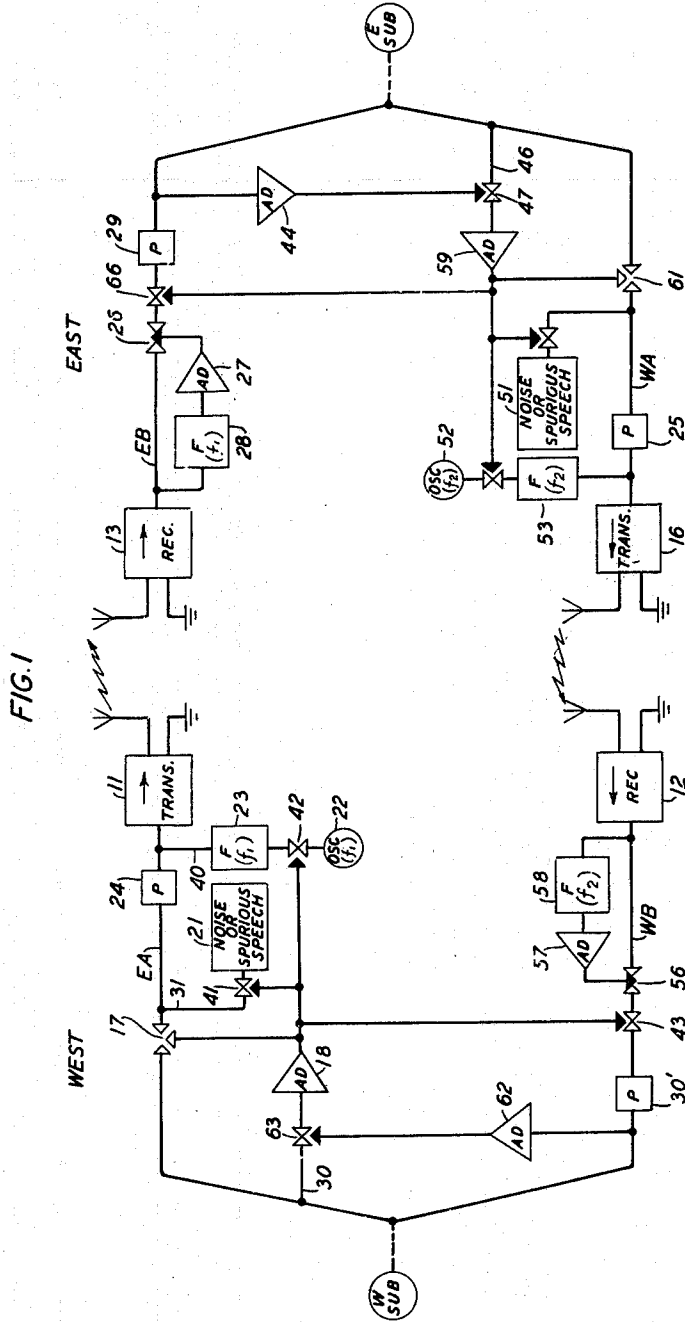 FIG.1
WEST
EAST
17
EA
31
24
P
11
TRANS.
40
23
F
(f1)
42
22
OSC
(f1)
21
NOISE
OR
SPURIOUS
SPEECH
41
18
AD
63
30
62
AD
W
SUB
30'
P
43
56
WB
57
AD
58
F
(f2)
12
REC
13
REC.
EB
28
F
(f1)
27
AD
26
66
29
P
44
AD
46
47
59
AD
61
51
NOISE
OR
SPURIOUS
SPEECH
52
OSC
(f2)
53
F
(f2)
WA
25
P
16
TRANS.
E
SUB